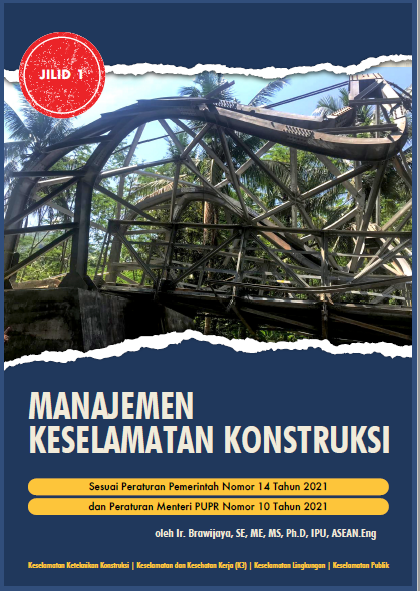 JILID 1
MANAJEMEN
KESELAMATAN KONSTRUKSI
Sesuai Peraturan Pemerintah Nomor 14 Tahun 2021
dan Peraturan Menteri PUPR Nomor 10 Tahun 2021
oleh Ir. Brawijaya, SE, ME, MS, Ph.D, IPU, ASEAN.Eng
Keselamatan Keteknikan Konstruksi | Keselamatan dan Kesehatan Kerja (K3) | Keselamatan Lingkungan | Keselamatan Publik